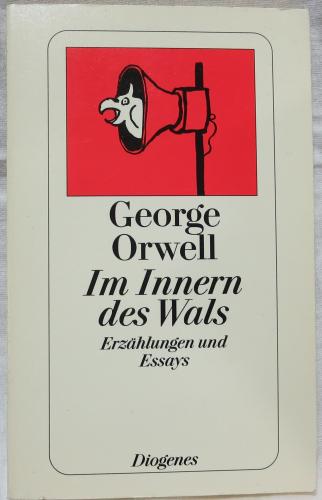 George
Orwell
Im Innern
des Wals
Erzählungen und
Essays
Diogenes